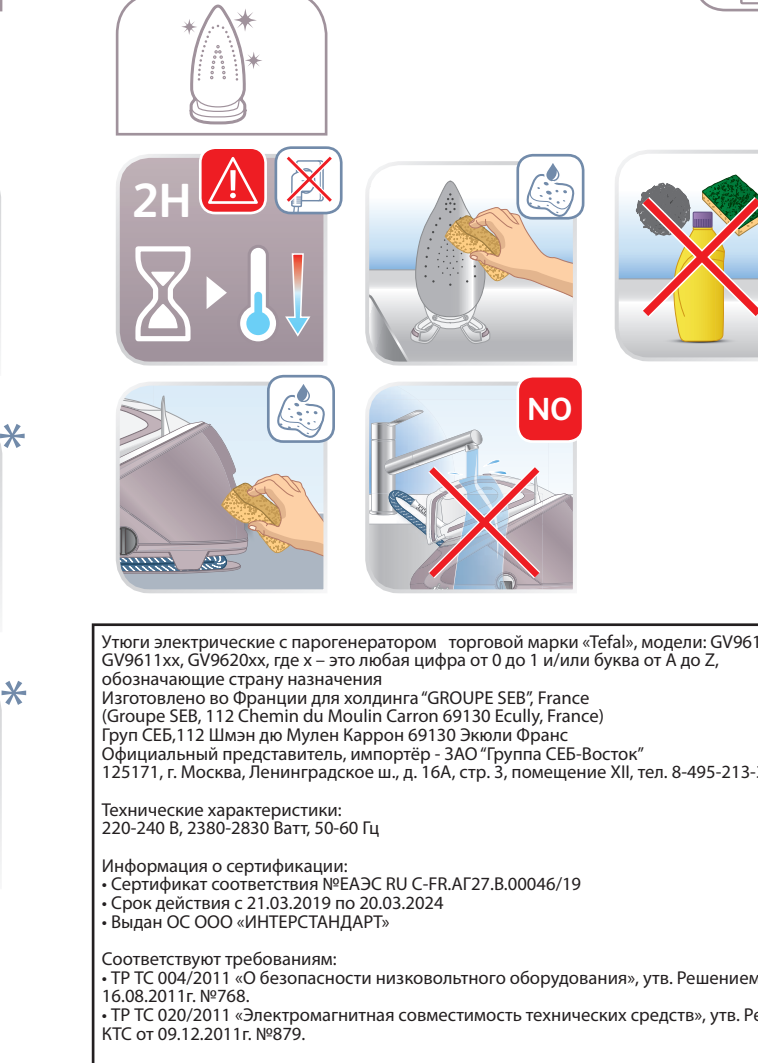 2H
NO
*
*
Утюги электрические с парогенератором торговой марки «Tefal», модели: GV961
GV9611xx, GV9620xx, где x – это любая цифра от 0 до 1 и/или буква от A до Z,
обозначающие страну назначения
Изготовлено во Франции для холдинга “GROUPE SEB”, France
(Groupe SEB, 112 Chemin du Moulin Carron 69130 Ecully, France)
Груп СЕБ,112 Шмэн дю Мулен Каррон 69130 Экюли Франс
Официальный представитель, импортёр - ЗАО “Группа СЕБ-Восток”
125171, г. Москва, Ленинградское ш., д. 16А, стр. 3, помещение XII, тел. 8-495-213-
Технические характеристики:
220-240 В, 2380-2830 Ватт, 50-60 Гц
Информация о сертификации:
• Сертификат соответствия №ЕАЭС RU C-FR.АГ27.В.00046/19
• Срок действия с 21.03.2019 по 20.03.2024
• Выдан ОС ООО «ИНТЕРСТАНДАРТ»
Соответствуют требованиям:
• ТР ТС 004/2011 «О безопасности низковольтного оборудования», утв. Решением
16.08.2011г. №768.
• ТР ТС 020/2011 «Электромагнитная совместимость технических средств», утв. Ре
КТС от 09.12.2011г. №879.